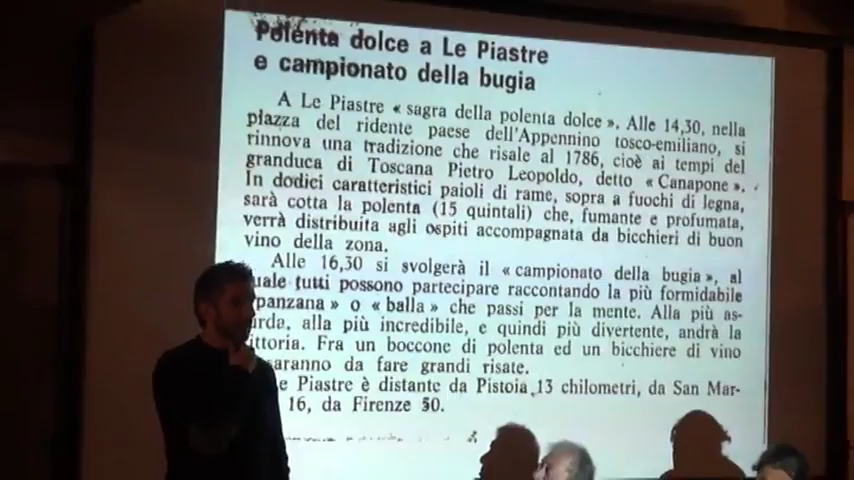 Polenta dolce a Le Piastre
e campionato della bugia
A Le Piastre « sagra della polenta dolce ». Alle 14,30, nella
piazza del ridente paese dell'Appennino tosco-emiliano, si
rinnova una tradizione che risale al 1786, cioè ai tempi del
granduca di Toscana Pietro Leopoldo, detto « Canapone ».
In dodici caratteristici paioli di rame, sopra a fuochi di legna,
sarà cotta la polenta (15 quintali) che, fumante e profumata,
verrà distribuita agli ospiti accompagnata da bicchieri di buon
vino della zona.
Alle 16,30 si svolgerà il « campionato della bugia », al
quale tutti possono partecipare raccontando la più formidabile
panzana » o « balla » che passi per la mente. Alla più as-
surda, alla più incredibile, e quindi più divertente, andrà la
vittoria. Fra un boccone di polenta ed un bicchiere di vino
saranno da fare grandi risate.
Le Piastre è distante da Pistoia 13 chilometri, da San Mar-
16, da Firenze 50.